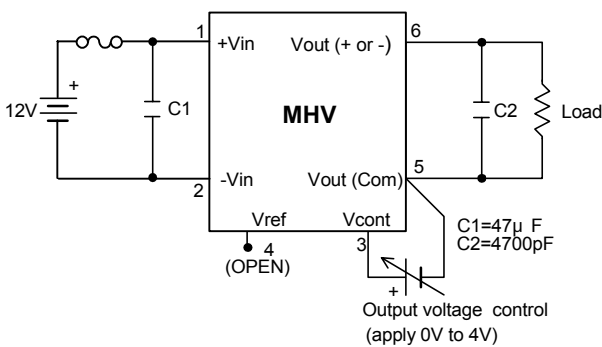 1
+Vin
Vout (+ or -)
6
+
12V
C1
MHV
C2
Load
2
-Vin
Vout (Com)
5
Vref
Vcont
4
(OPEN)
3
+
C1=47μ F
C2=4700pF
Output voltage control
(apply 0V to 4V)